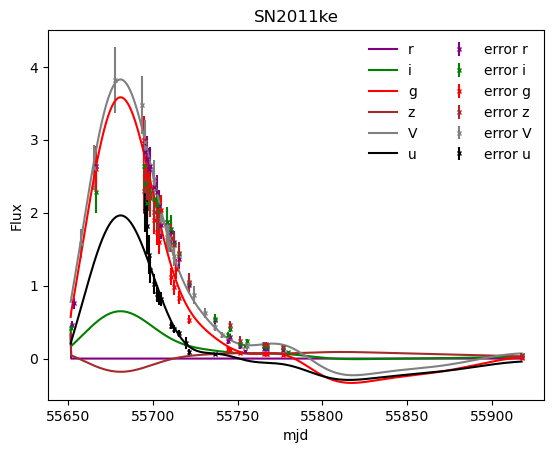 SN2011ke
r error r
i error i
g error g
z error z
V error V
u error u
4
3
2
1
0
Flux
55650 55700 55750 55800 55850 55900
mjd